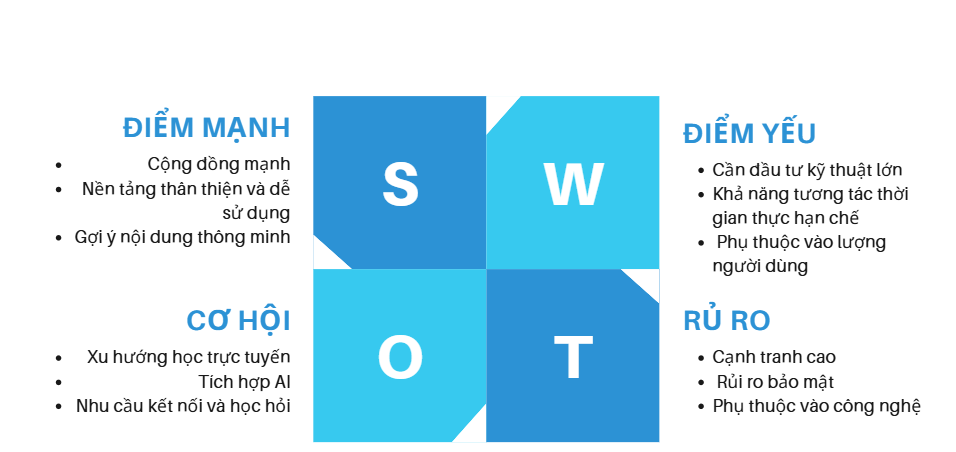 ĐIỂM MẠNH
• Cộng đồng mạnh
• Nền tảng thân thiện và dễ
sử dụng
• Gợi ý nội dung thông minh
S
W
ĐIỂM YẾU
• Cần đầu tư kỹ thuật lớn
• Khả năng tương tác thời
gian thực hạn chế
• Phụ thuộc vào lượng
người dùng
CƠ HỘI
• Xu hướng học trực tuyến
• Tích hợp AI
• Nhu cầu kết nối và học hỏi
O
T
RỦ RO
• Cạnh tranh cao
• Rủi ro bảo mật
• Phụ thuộc vào công nghệ